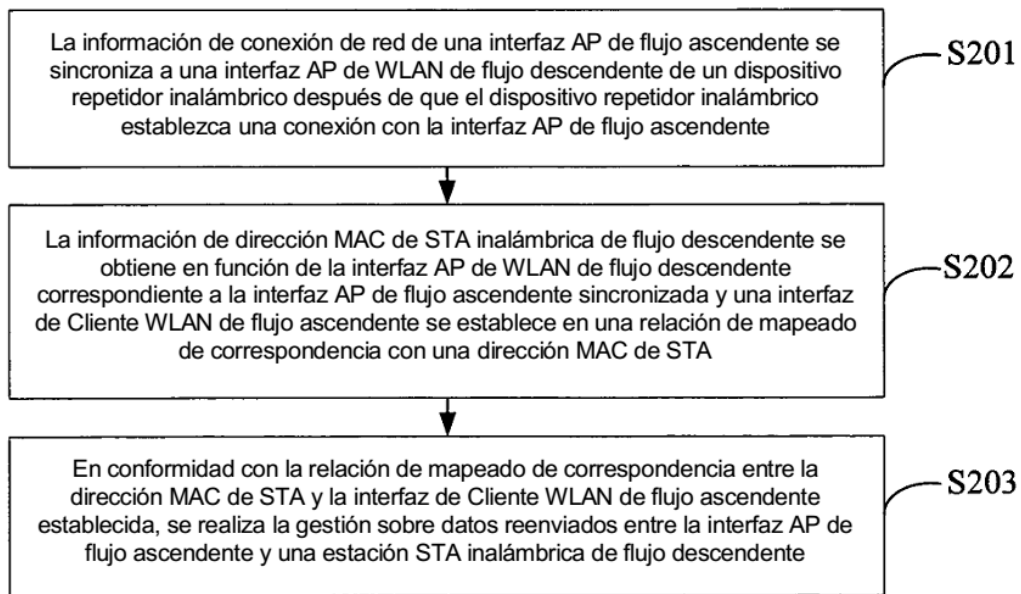 La información de conexión de red de una interfaz AP de flujo ascendente se
sincroniza a una interfaz AP de WLAN de flujo descendente de un dispositivo
repetidor inalámbrico después de que el dispositivo repetidor inalámbrico
establezca una conexión con la interfaz AP de flujo ascendente
S201
La información de dirección MAC de STA inalámbrica de flujo descendente se
obtiene en función de la interfaz AP de WLAN de flujo descendente
correspondiente a la interfaz AP de flujo ascendente sincronizada y una interfaz
de Cliente WLAN de flujo ascendente se establece en una relación de mapeado
de correspondencia con una dirección MAC de STA
S202
En conformidad con la relación de mapeado de correspondencia entre la
dirección MAC de STA y la interfaz de Cliente WLAN de flujo ascendente
establecida, se realiza la gestión sobre datos reenviados entre la interfaz AP de
flujo ascendente y una estación STA inalámbrica de flujo descendente
S203